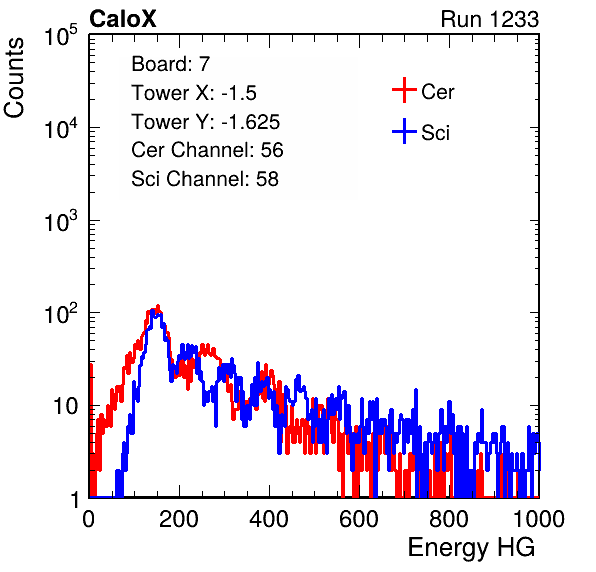 CaloX Run 1233
Counts
Board: 7
Tower X: -1.5
Tower Y: -1.625
Cer Channel: 56
Sci Channel: 58
Cer
Sci
10^5
10^4
10^3
10^2
10
1
0 200 400 600 800 1000
Energy HG